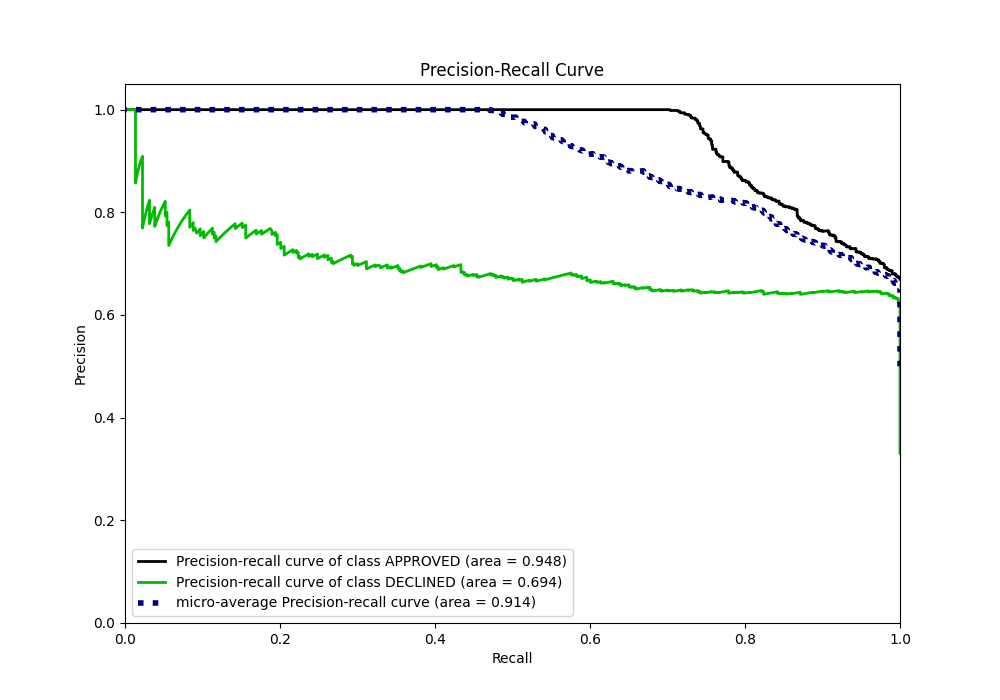 Precision-Recall Curve
Precision
1.0
0.8
0.6
0.4
0.2
0.0
Precision-recall curve of class APPROVED (area = 0.948)
Precision-recall curve of class DECLINED (area = 0.694)
micro-average Precision-recall curve (area = 0.914)
0.0 0.2 0.4 0.6 0.8 1.0
Recall